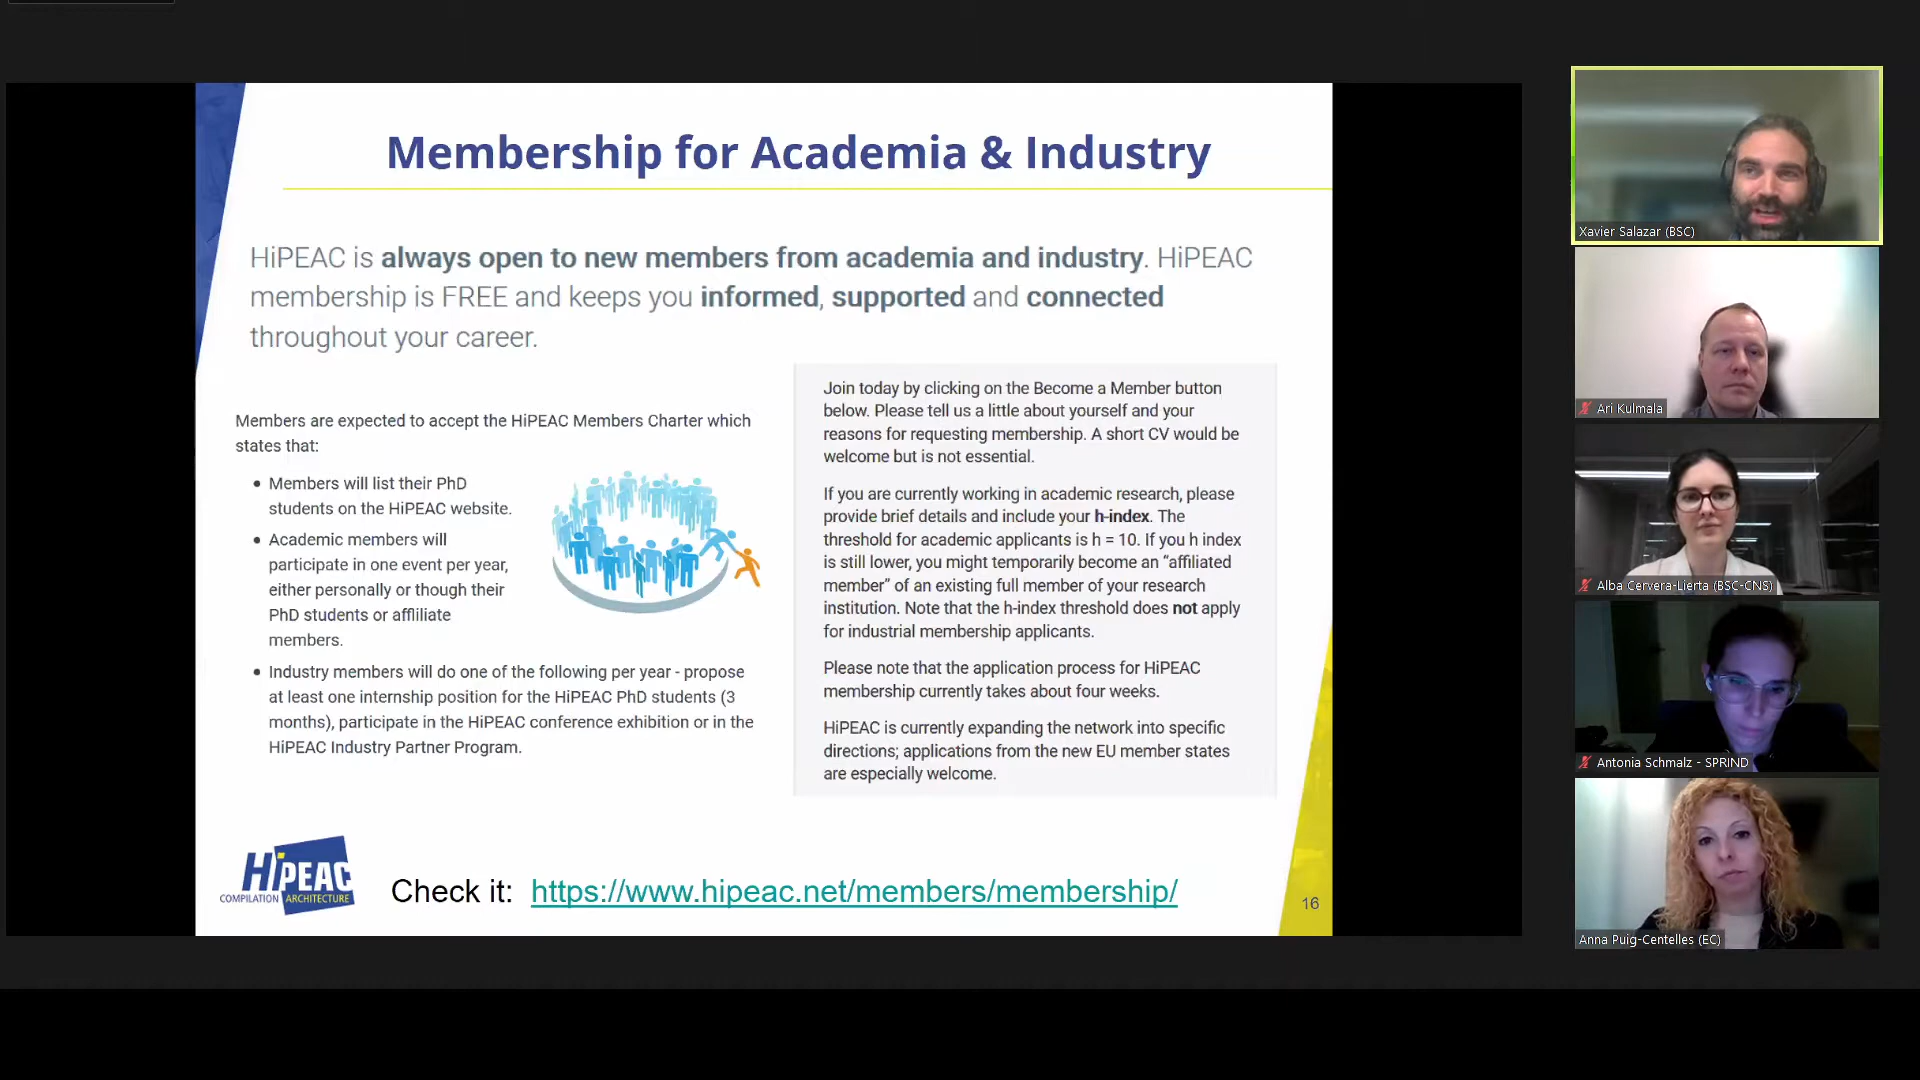 Membership for Academia & Industry
HiPEAC is always open to new members from academia and industry. HiPEAC
membership is FREE and keeps you informed, supported and connected
throughout your career.
Members are expected to accept the HiPEAC Members Charter which
states that:
• Members will list their PhD
students on the HiPEAC website.
• Academic members will
participate in one event per year,
either personally or though their
PhD students or affliliate
members.
• Industry members will do one of the following per year - propose
at least one internship position for the HiPEAC PhD students (3
months), participate in the HiPEAC conference exhibition or in the
HiPEAC Industry Partner Program.
Join today by clicking on the Become a Member button
below. Please tell us a little about yourself and your
reasons for requesting membership. A short CV would be
welcome but is not essential.
If you are currently working in academic research, please
provide brief details and include your h-index. The
threshold for academic applicants is h = 10. If you h index
is still lower, you might temporarily become an “affiliated
member” of an existing full member of your research
institution. Note that the h-index threshold does not apply
for industrial membership applicants.
Please note that the application process for HiPEAC
membership currently takes about four weeks.
HiPEAC is currently expanding the network into specific
directions; applications from the new EU member states
are especially welcome.
HiPEAC
COMPILATION ARCHITECTURE
Check it: https://www.hipeac.net/members/membership/
16
Xavier Salazar (BSC)
Ari Kulmala
Alba Cervera-Lierta (BSC-CNS)
Antonia Schmalz - SPRIND
Anna Puig-Centelles (EC)